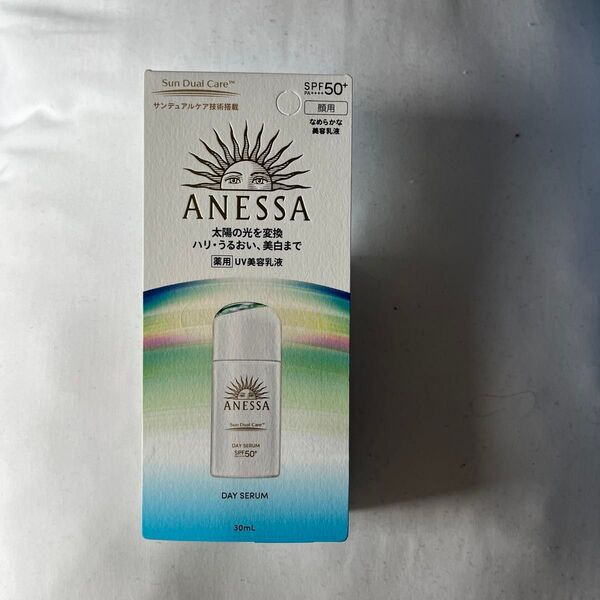 Sun Dual Care™
サンデュアルケア技術搭載
SPF50+
PA++++
顔用
なめらかな
美容乳液
ANESSA
太陽の光を変換
ハリ・うるおい、美白まで
薬用 UV美容乳液
ANESSA
Sun Dual Care™
DAY SERUM
SPF50+
DAY SERUM
30mL